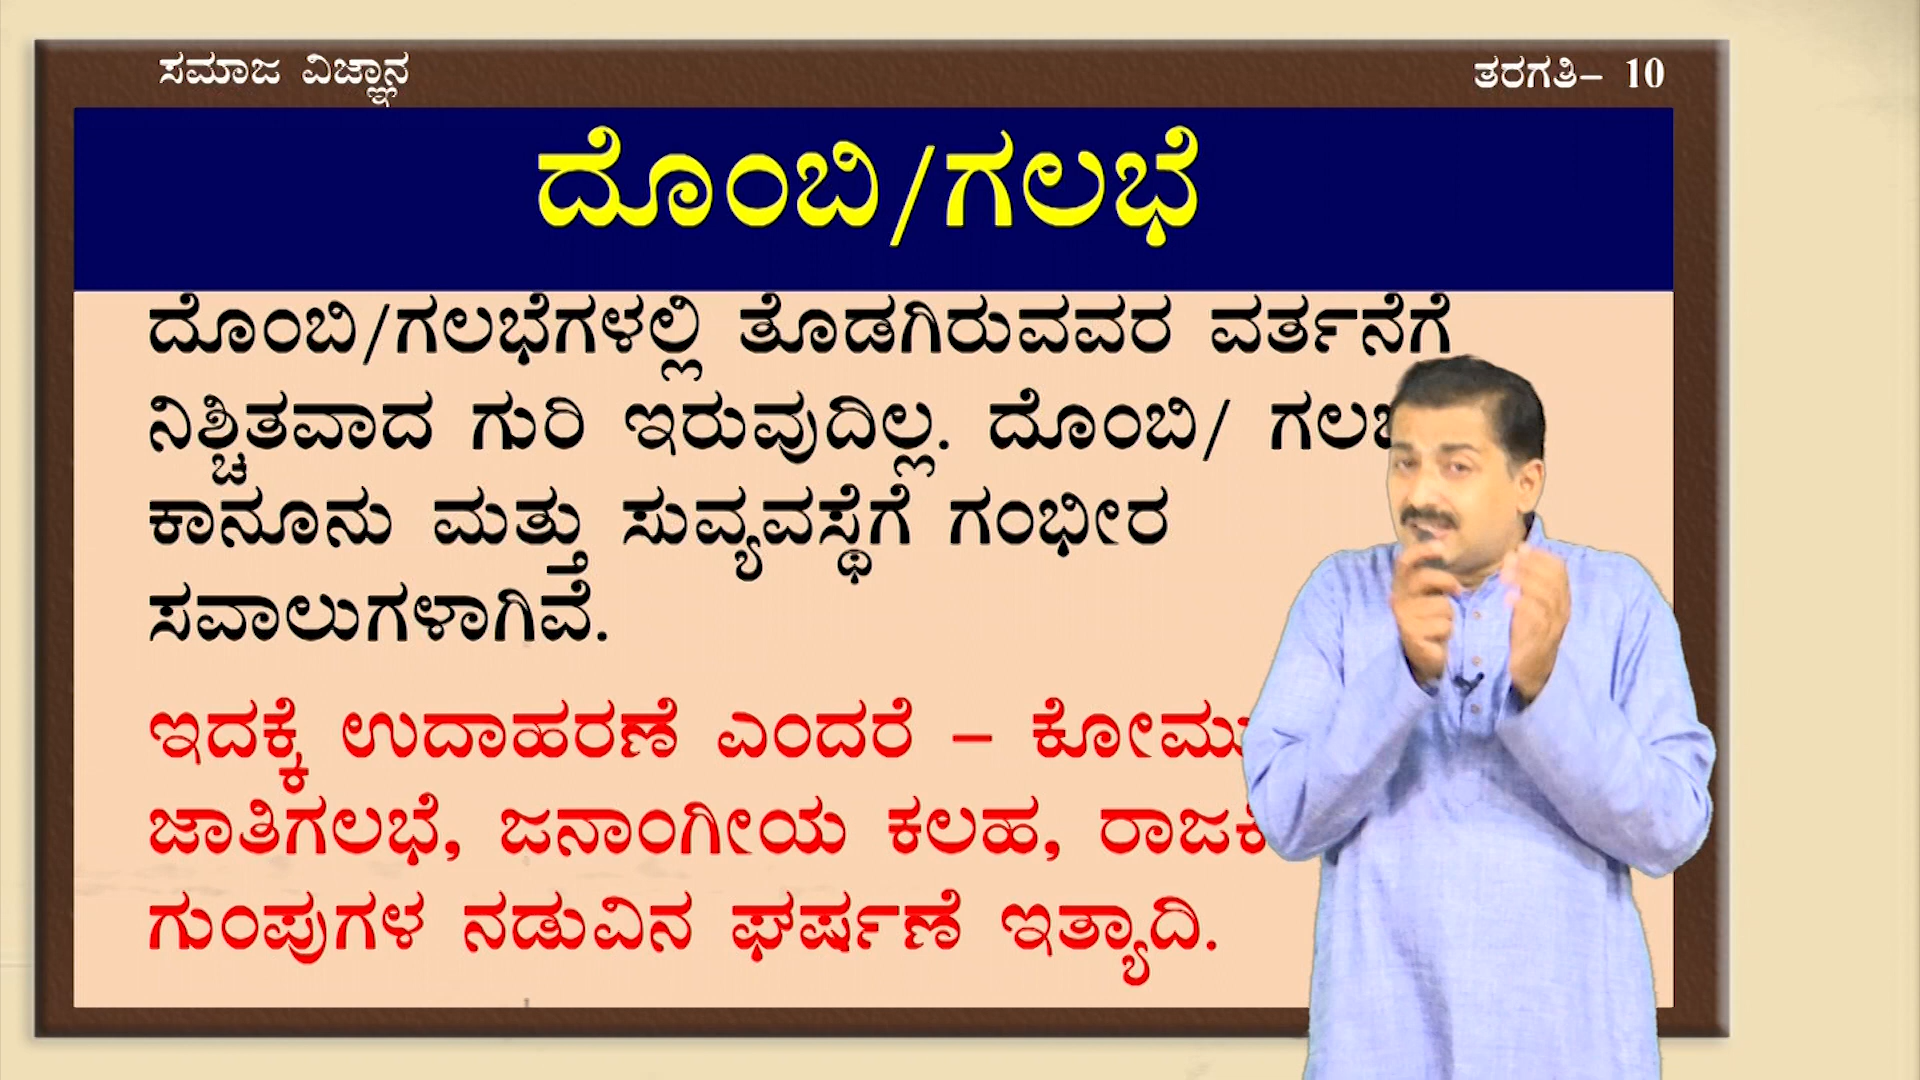 ಸಮಾಜ ವಿಜ್ಞಾನ
ತರಗತಿ– 10
ದೊಂಬಿ/ಗಲಭೆ
ದೊಂಬಿ/ಗಲಭೆಗಳಲ್ಲಿ ತೊಡಗಿರುವವರ ವರ್ತನೆಗೆ
ನಿಶ್ಚಿತವಾದ ಗುರಿ ಇರುವುದಿಲ್ಲ. ದೊಂಬಿ/
ಕಾನೂನು ಮತ್ತು ಸುವ್ಯವಸ್ಥೆಗೆ ಗಂಭೀರ
ಸವಾಲುಗಳಾಗಿವೆ.
ಇದಕ್ಕೆ ಉದಾಹರಣೆ ಎಂದರೆ –
ಜಾತಿಗಲಭೆ, ಜನಾಂಗೀಯ ಕಲಹ,
ಗುಂಪುಗಳ ನಡುವಿನ ಘರ್ಷಣೆ ಇತ್ಯಾದಿ.